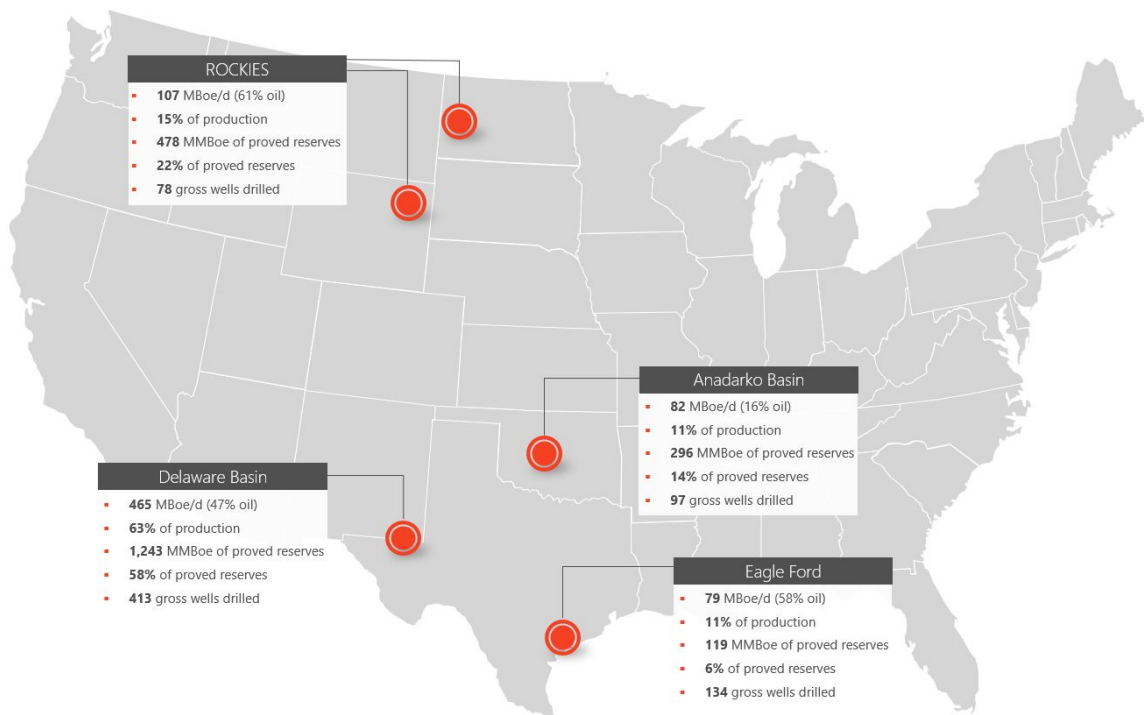 ROCKIES
▪ 107 MBoe/d (61% oil)
▪ 15% of production
▪ 478 MMBoe of proved reserves
▪ 22% of proved reserves
▪ 78 gross wells drilled
Anadarko Basin
▪ 82 MBoe/d (16% oil)
▪ 11% of production
▪ 296 MMBoe of proved reserves
▪ 14% of proved reserves
▪ 97 gross wells drilled
Delaware Basin
▪ 465 MBoe/d (47% oil)
▪ 63% of production
▪ 1,243 MMBoe of proved reserves
▪ 58% of proved reserves
▪ 413 gross wells drilled
Eagle Ford
▪ 79 MBoe/d (58% oil)
▪ 11% of production
▪ 119 MMBoe of proved reserves
▪ 6% of proved reserves
▪ 134 gross wells drilled